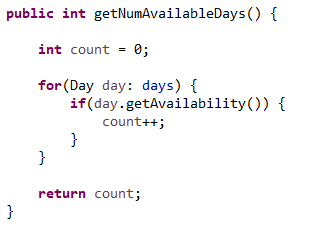 public int getNumAvailableDays() {
int count = 0;
for(Day day: days) {
if(day.getAvailability()) {
count++;
}
}
return count;
}